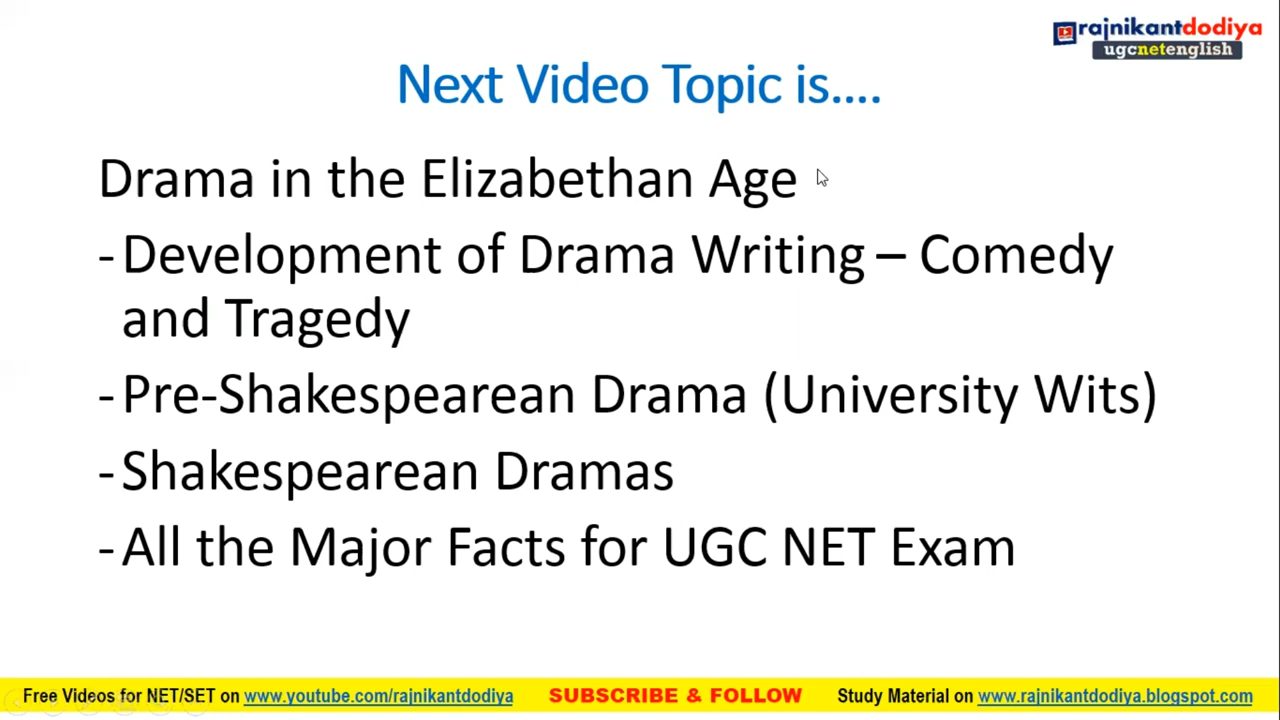 rajnikantdodiya
ugcnetenglish
Next Video Topic is....
Drama in the Elizabethan Age
- Development of Drama Writing – Comedy
and Tragedy
- Pre-Shakespearean Drama (University Wits)
- Shakespearean Dramas
- All the Major Facts for UGC NET Exam
Free Videos for NET/SET on www.youtube.com/rajnikantdodiya SUBSCRIBE & FOLLOW Study Material on www.rajnikantdodiya.blogspot.com